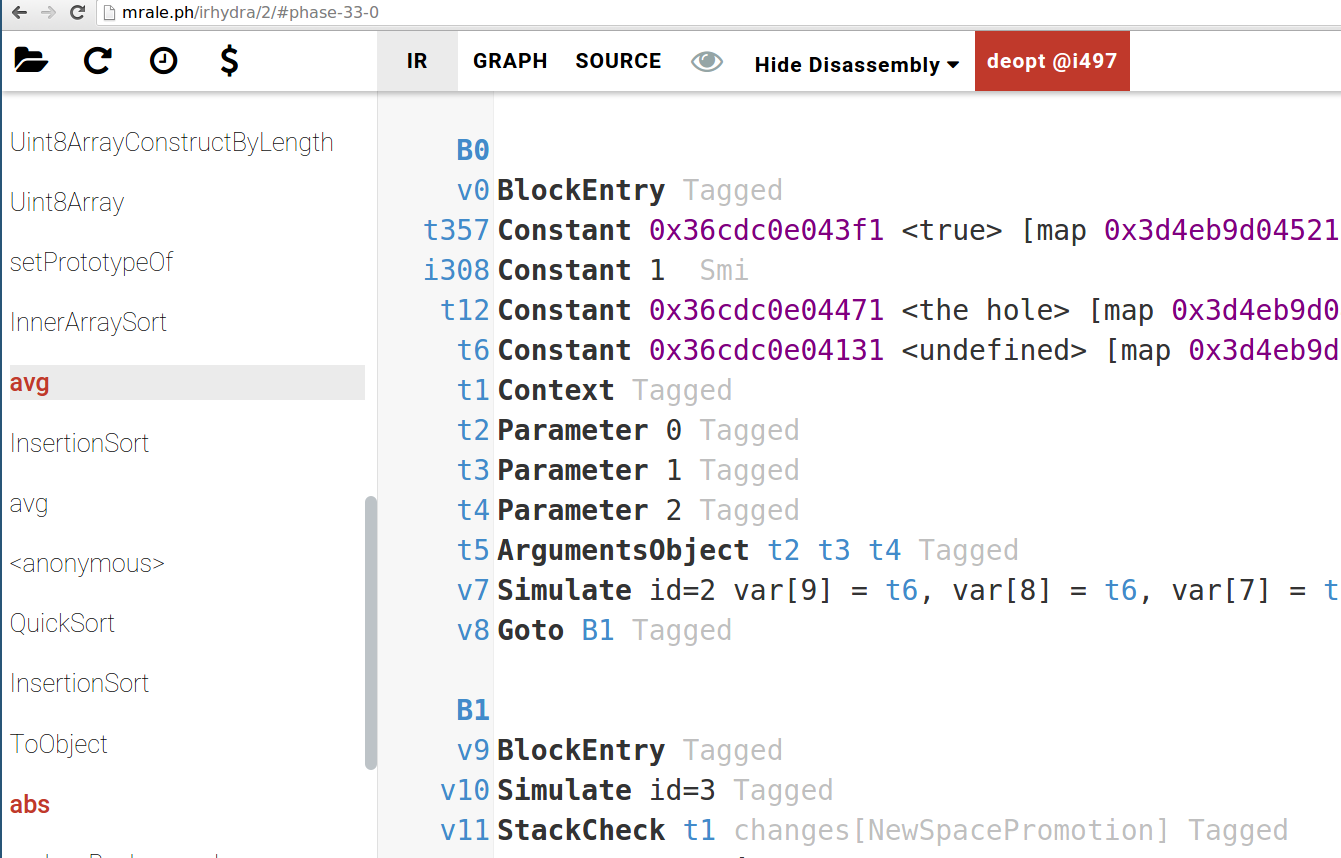 mrale.ph/irhydra/2/#phase-33-0
IR GRAPH SOURCE Hide Disassembly deopt @i497
Uint8ArrayConstructByLength
Uint8Array
setPrototypeOf
InnerArraySort
avg
InsertionSort
avg
<anonymous>
QuickSort
InsertionSort
ToObject
abs
B0
v0 BlockEntry Tagged
t357 Constant 0x36cdc0e043f1 <true> [map 0x3d4eb9d04521
i308 Constant 1 Smi
t12 Constant 0x36cdc0e04471 <the hole> [map 0x3d4eb9d0
t6 Constant 0x36cdc0e04131 <undefined> [map 0x3d4eb9d
t1 Context Tagged
t2 Parameter 0 Tagged
t3 Parameter 1 Tagged
t4 Parameter 2 Tagged
t5 ArgumentsObject t2 t3 t4 Tagged
v7 Simulate id=2 var[9] = t6, var[8] = t6, var[7] = t
v8 Goto B1 Tagged
B1
v9 BlockEntry Tagged
v10 Simulate id=3 Tagged
v11 StackCheck t1 changes[NewSpacePromotion] Tagged